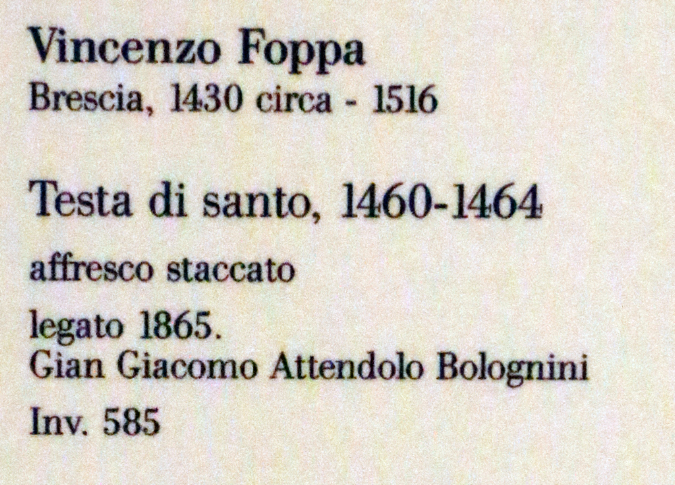 Vincenzo Foppa
Brescia, 1430 circa - 1516
Testa di santo, 1460-1464
affresco staccato
legato 1865.
Gian Giacomo Attendolo Bolognini
Inv. 585